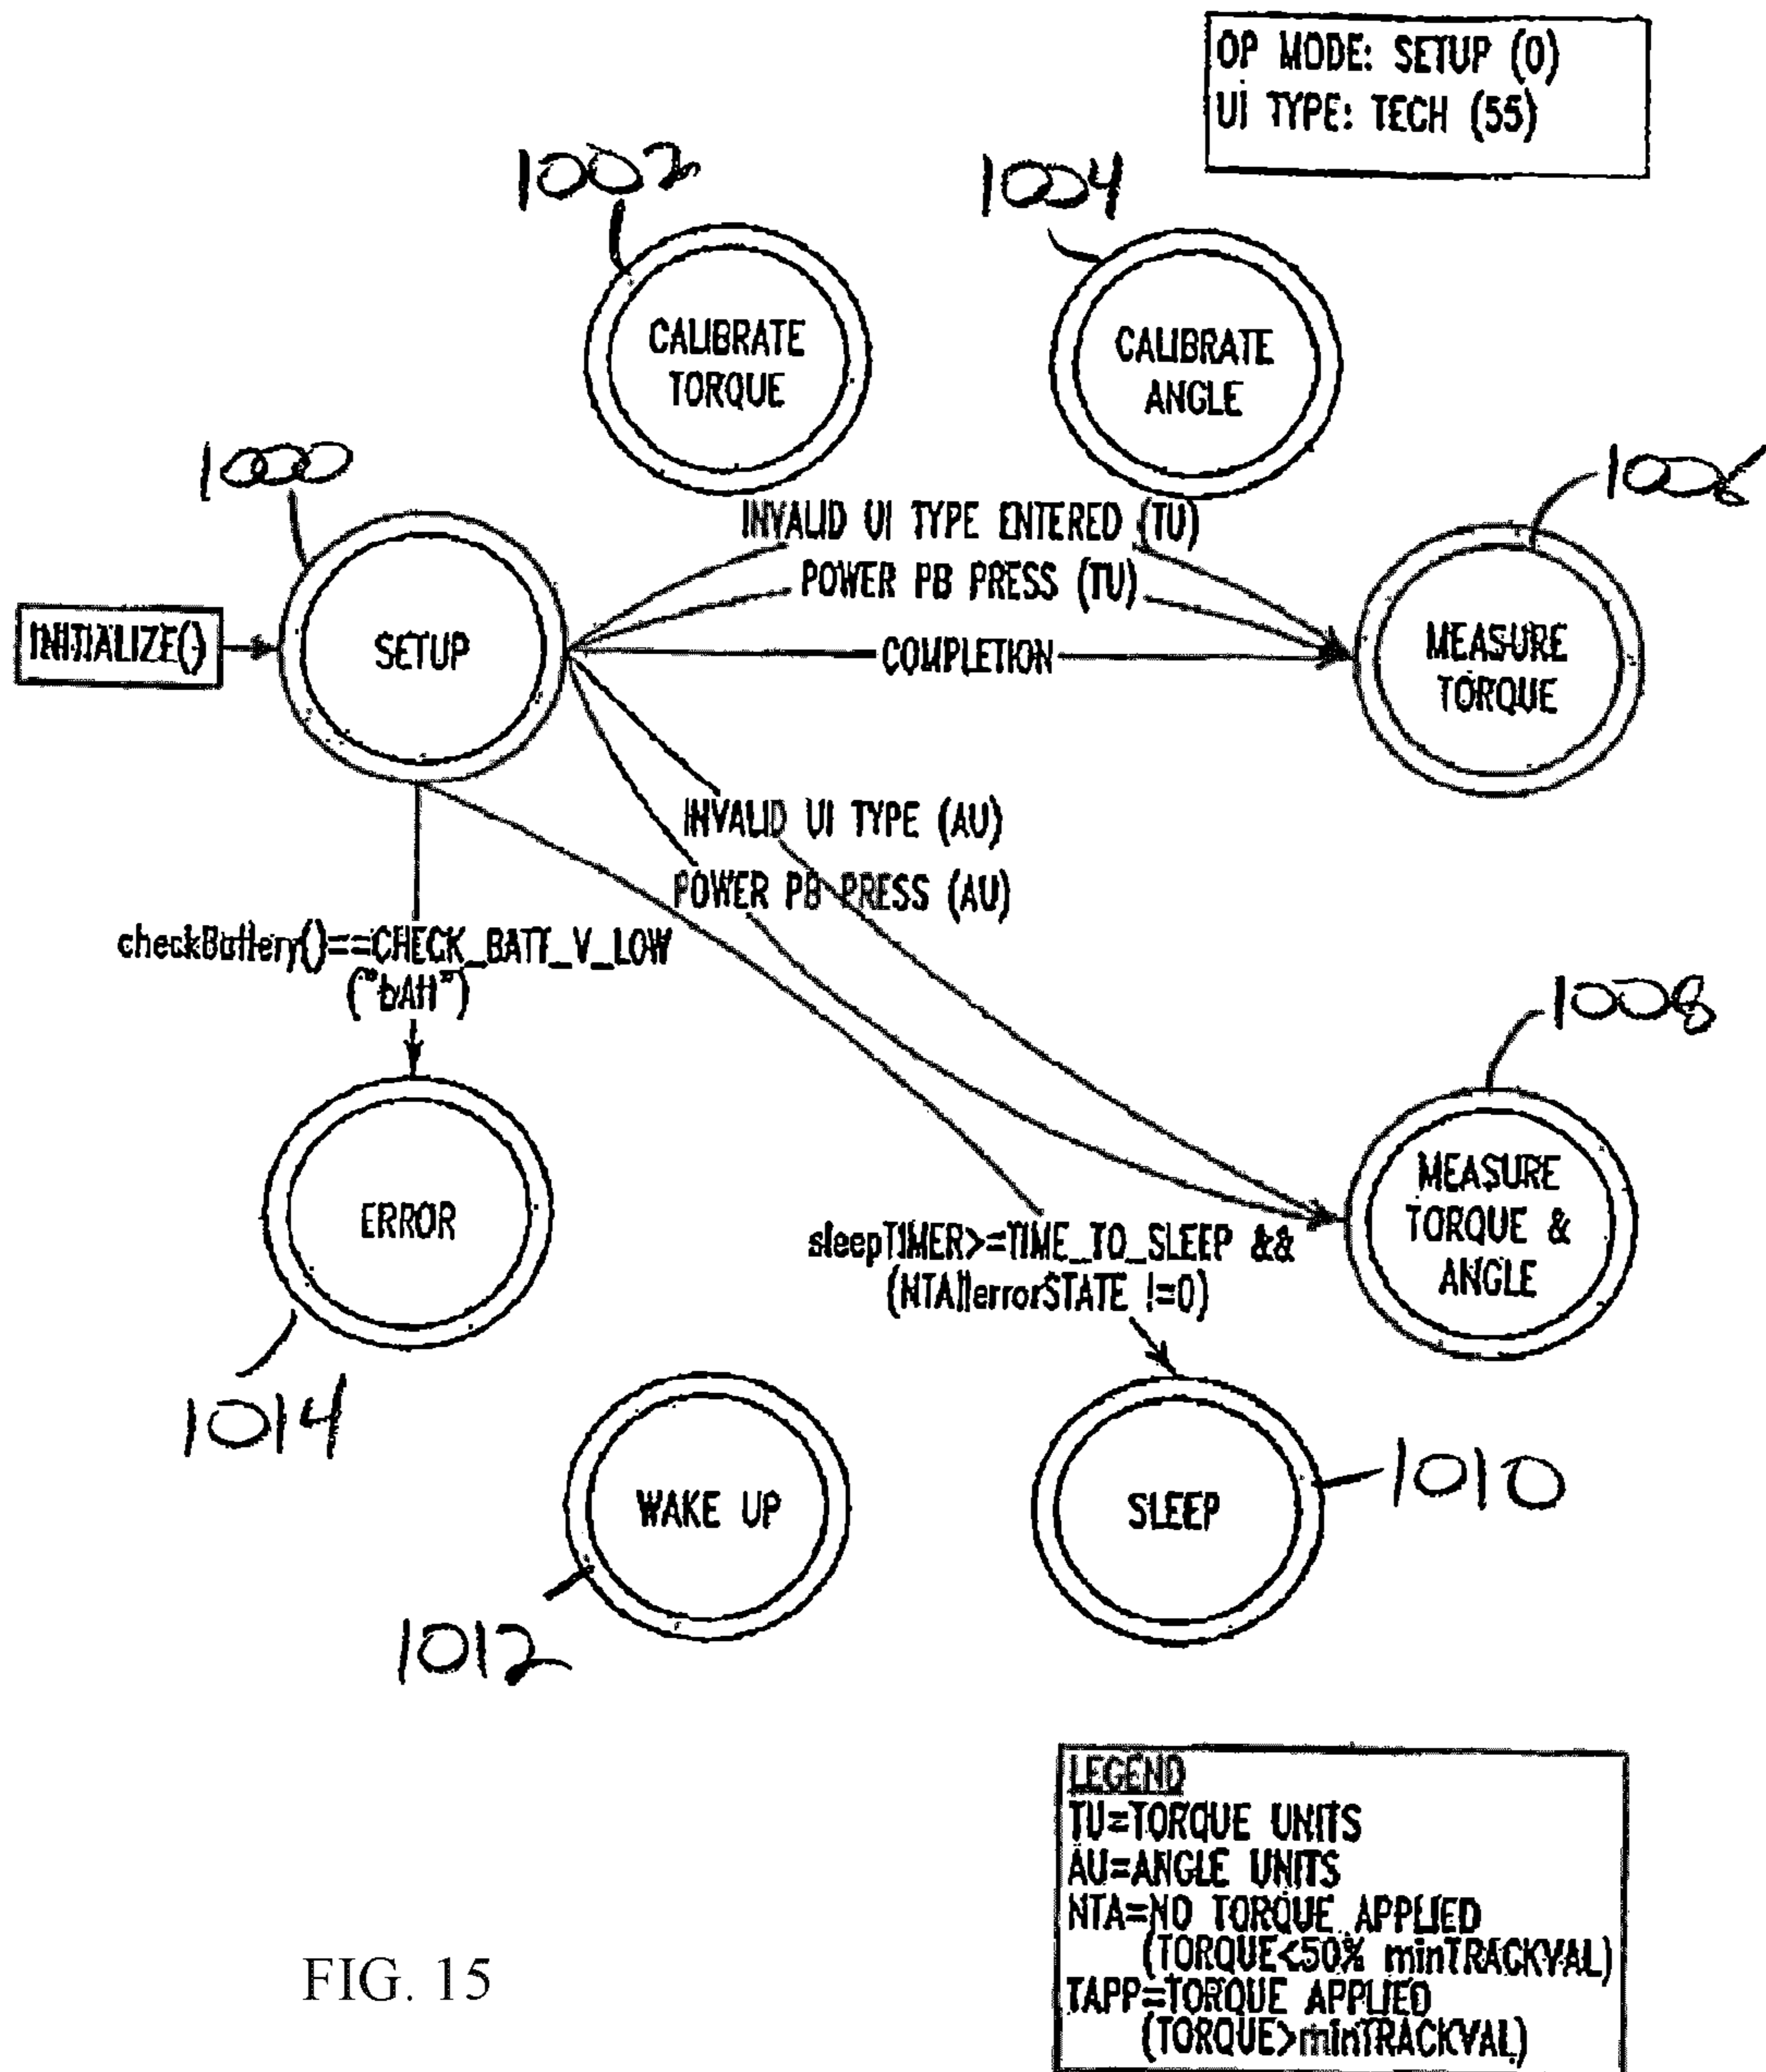 OP MODE: SETUP (0)
UI TYPE: TECH (55)
1002
1004
CALIBRATE
TORQUE
CALIBRATE
ANGLE
1000
1006
INVALID UI TYPE ENTERED (TU)
POWER PB PRESS (TU)
INITIALIZE()
SETUP
COMPLETION
MEASURE
TORQUE
INVALID UI TYPE (AU)
POWER PB PRESS (AU)
checkBattery()==CHECK_BATT_V_LOW
("bAtt")
1008
ERROR
MEASURE
TORQUE &
ANGLE
sleepTIMER>=TIME_TO_SLEEP &&
(NTA||errorSTATE !=0)
1014
WAKE UP
SLEEP
1010
1012
LEGEND
TU=TORQUE UNITS
AU=ANGLE UNITS
NTA=NO TORQUE APPLIED
(TORQUE<50% minTRACKVAL)
TAPP=TORQUE APPLIED
(TORQUE>minTRACKVAL)
FIG. 15